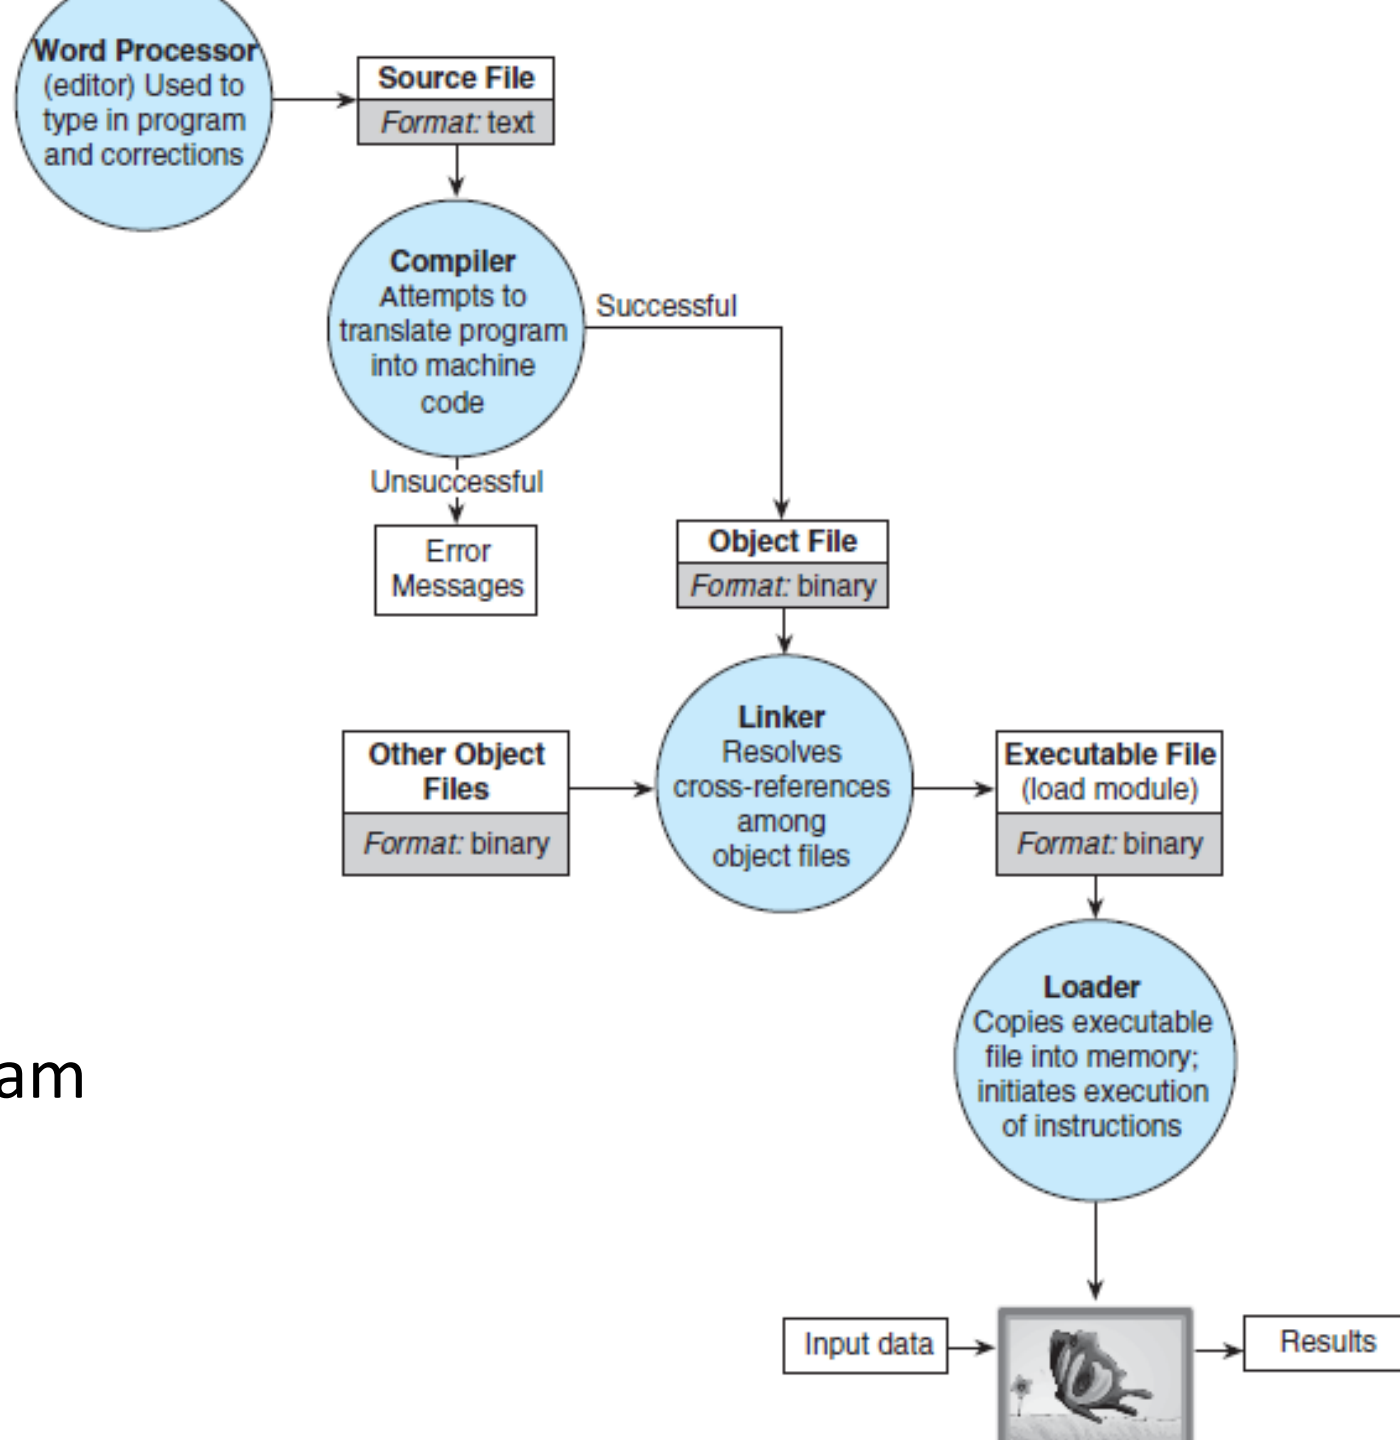 Word Processor
(editor) Used to
type in program
and corrections
Source File
Format: text
Compiler
Attempts to
translate program
into machine
code
Successful
Unsuccessful
Error
Messages
Object File
Format: binary
Linker
Resolves
cross-references
among
object files
Other Object
Files
Format: binary
Executable File
(load module)
Format: binary
Loader
Copies executable
file into memory;
initiates execution
of instructions
am
Input data
Results